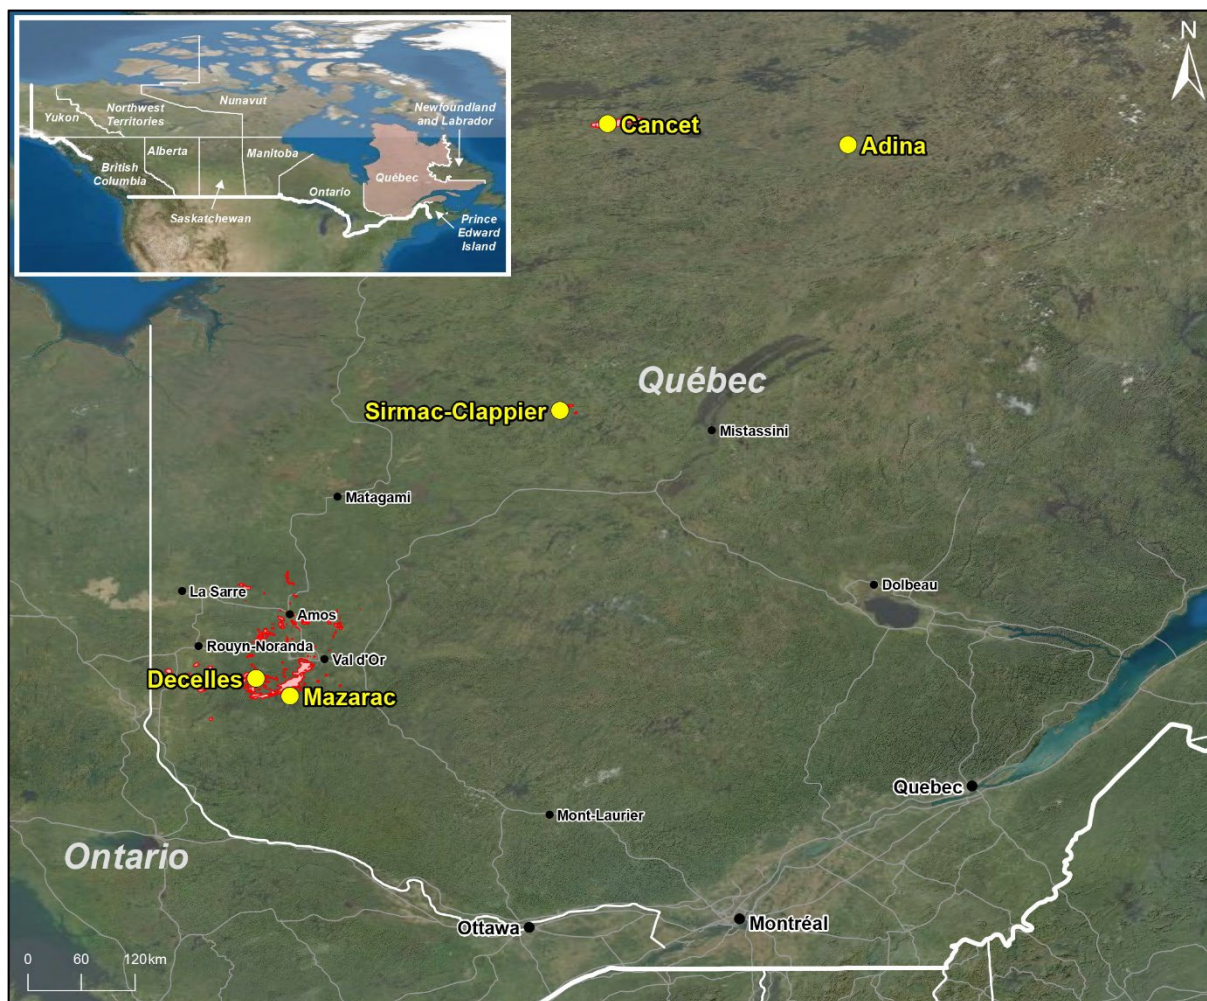 N
Nunavut
Northwest
Territories
Yukon
Newfoundland
and Labrador
Alberta
Manitoba
British
Columbia
Québec
Ontario
Saskatchewan
Prince
Edward
Island
Cancet
Adina
Québec
Sirmac-Clappier
Mistassini
Matagami
La Sarre
Dolbeau
Amos
Rouyn-Noranda
Val d'Or
Decelles
Mazarac
Quebec
Mont-Laurier
Ontario
Ottawa
Montréal
0 60 120km